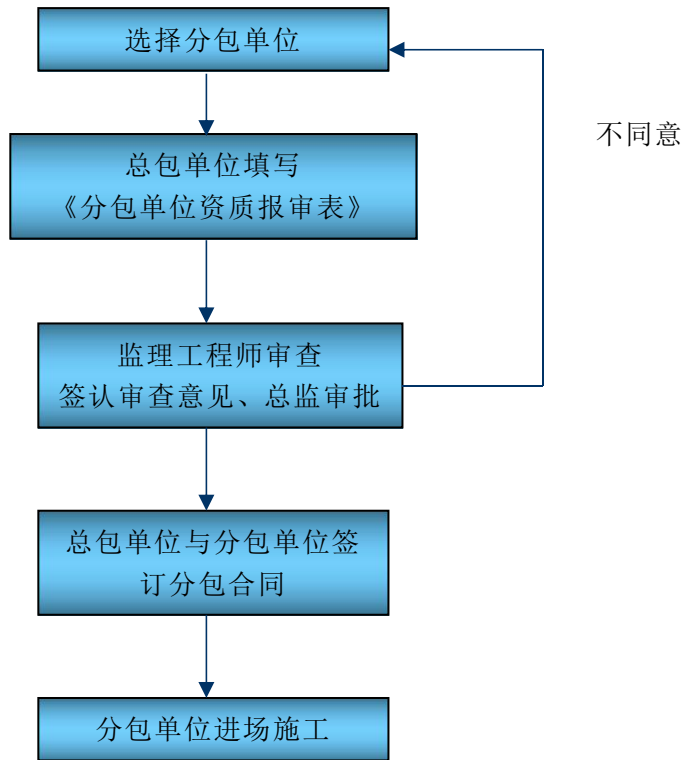 选择分包单位
不同意
总包单位填写
《分包单位资质报审表》
监理工程师审查
签认审查意见、总监审批
总包单位与分包单位签
订分包合同
分包单位进场施工